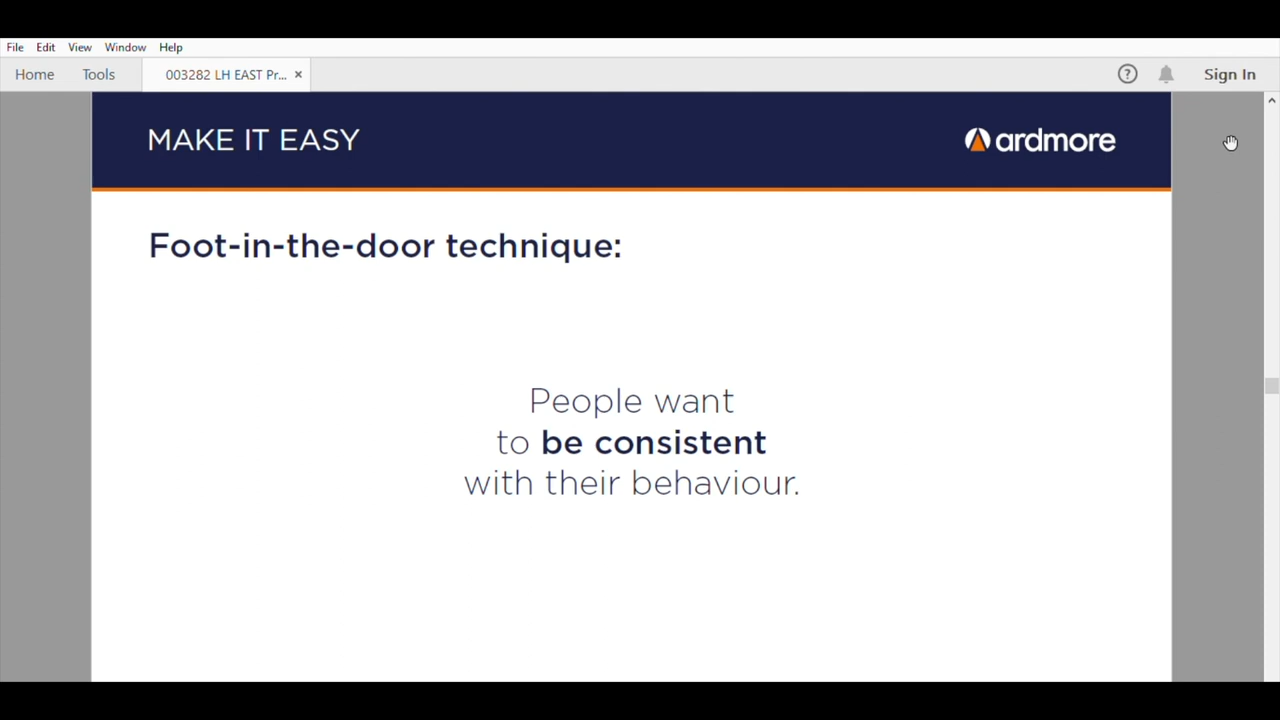 File Edit View Window Help
Home Tools 003282 LH EAST Pr... × ? Sign In
MAKE IT EASY ardmore
Foot-in-the-door technique:
People want
to be consistent
with their behaviour.